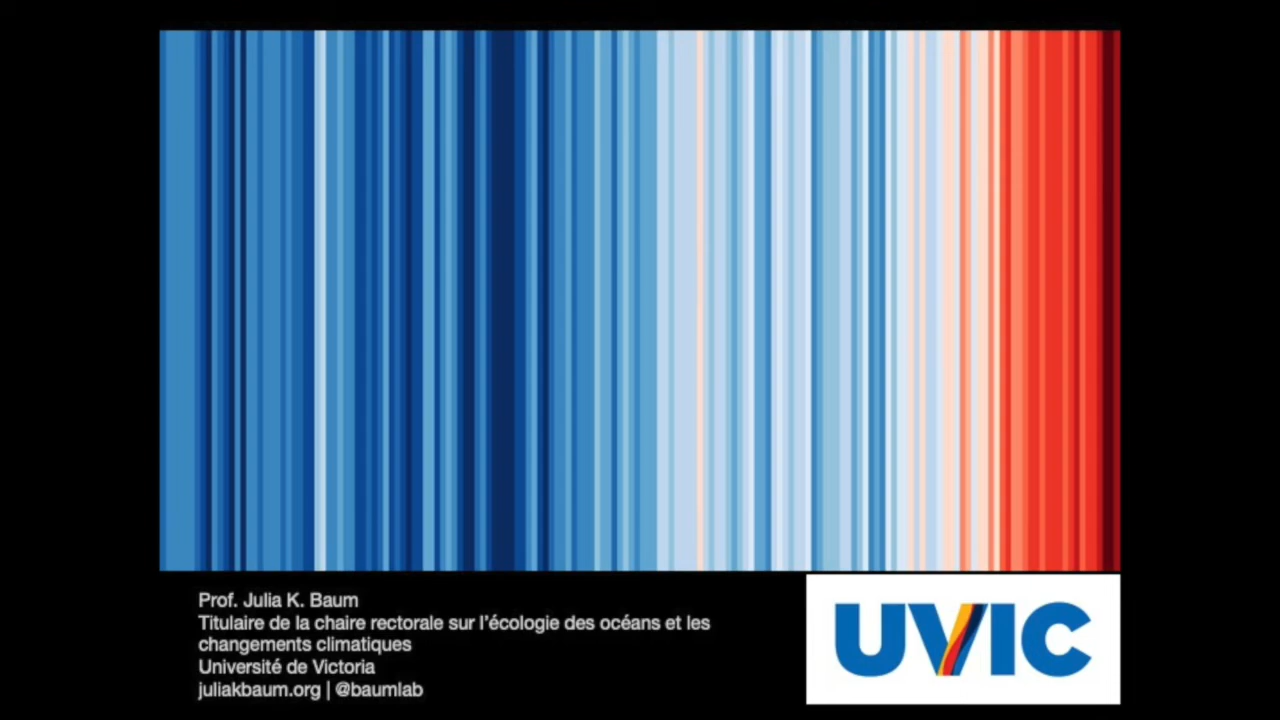 Prof. Julia K. Baum
Titulaire de la chaire rectorale sur l'écologie des océans et les
changements climatiques
Université de Victoria
juliakbaum.org | @baumlab
UVIC